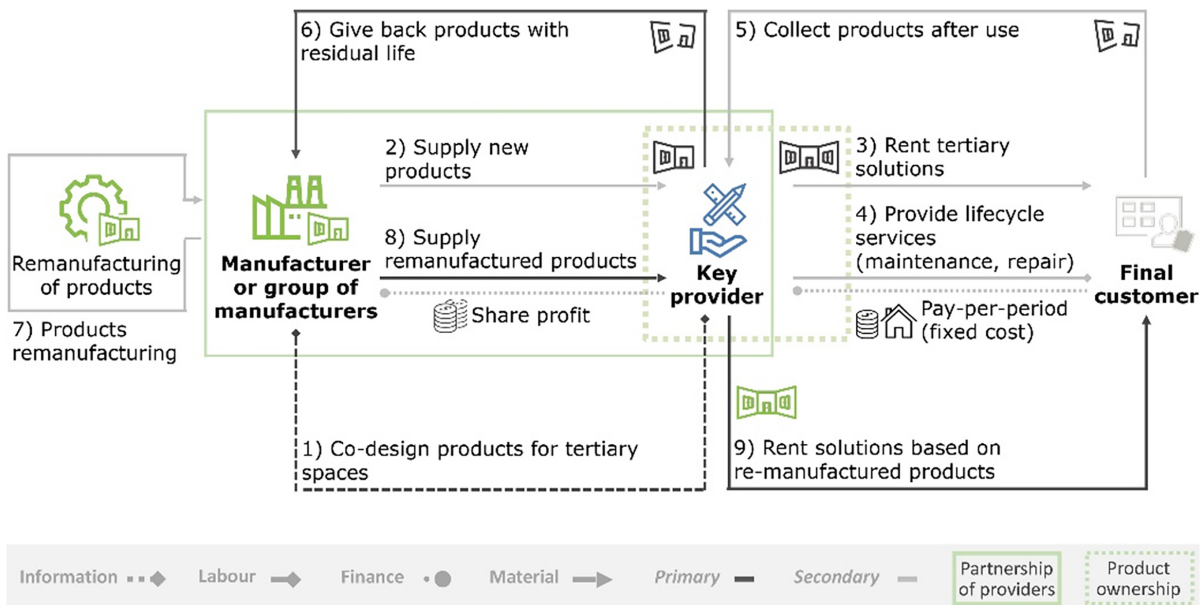 6) Give back products with
residual life
5) Collect products after use
2) Supply new
products
3) Rent tertiary
solutions
4) Provide lifecycle
services
(maintenance, repair)
8) Supply
remanufactured products
Remanufacturing
of products
Manufacturer
or group of
manufacturers
Key
provider
Final
customer
7) Products
remanufacturing
Share profit
Pay-per-period
(fixed cost)
1) Co-design products for tertiary
spaces
9) Rent solutions based on
re-manufactured products
Information
Labour
Finance
Material
Primary
Secondary
Partnership
of providers
Product
ownership